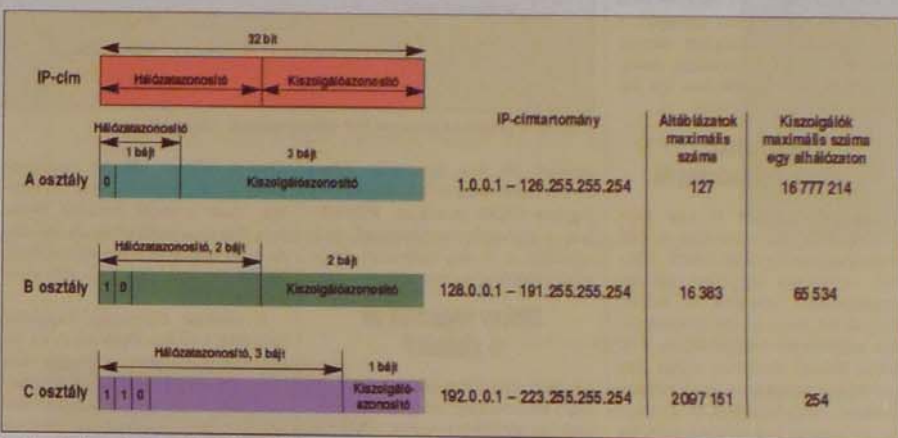 32 bit
IP-cím
Hálózatazonosító
Kiszolgálóazonosító
IP-címtartomány
Altáblázatok
maximális
száma
Kiszolgálók
maximális száma
egy alhálózaton
Hálózatazonosító
1 bájt
3 bájt
A osztály
0
Kiszolgálóazonosító
1.0.0.1 – 126.255.255.254
127
16 777 214
Hálózatazonosító, 2 bájt
2 bájt
B osztály
1 0
Kiszolgálóazonosító
128.0.0.1 – 191.255.255.254
16 383
65 534
Hálózatazonosító, 3 bájt
1 bájt
C osztály
1 1 0
Kiszolgáló-
azonosító
192.0.0.1 – 223.255.255.254
2097 151
254